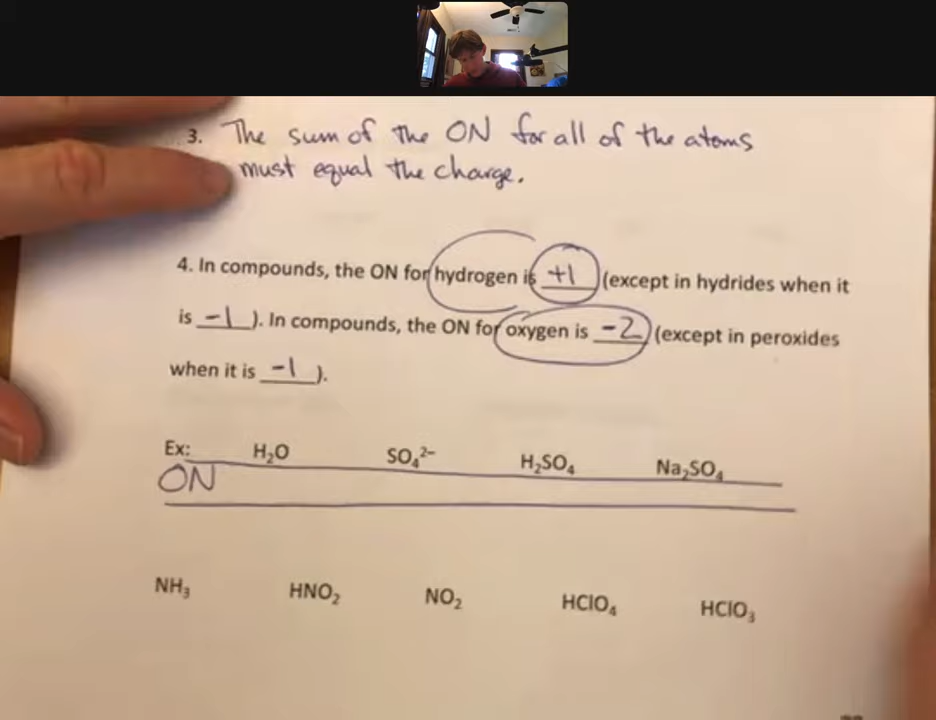 3. The sum of the ON for all of the atoms
must equal the charge.
4. In compounds, the ON for hydrogen is +1 (except in hydrides when it
is -1 ). In compounds, the ON for oxygen is -2 (except in peroxides
when it is -1 ).
Ex: H₂O SO₄²⁻ H₂SO₄ Na₂SO₄
ON
NH₃ HNO₂ NO₂ HClO₄ HClO₃